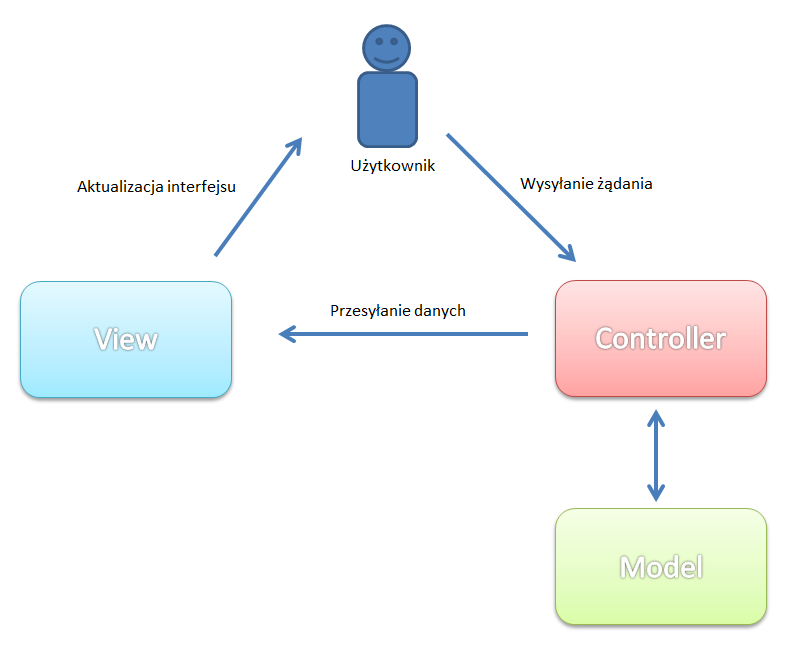 Użytkownik
Aktualizacja interfejsu
Wysyłanie żądania
Przesyłanie danych
View
Controller
Model